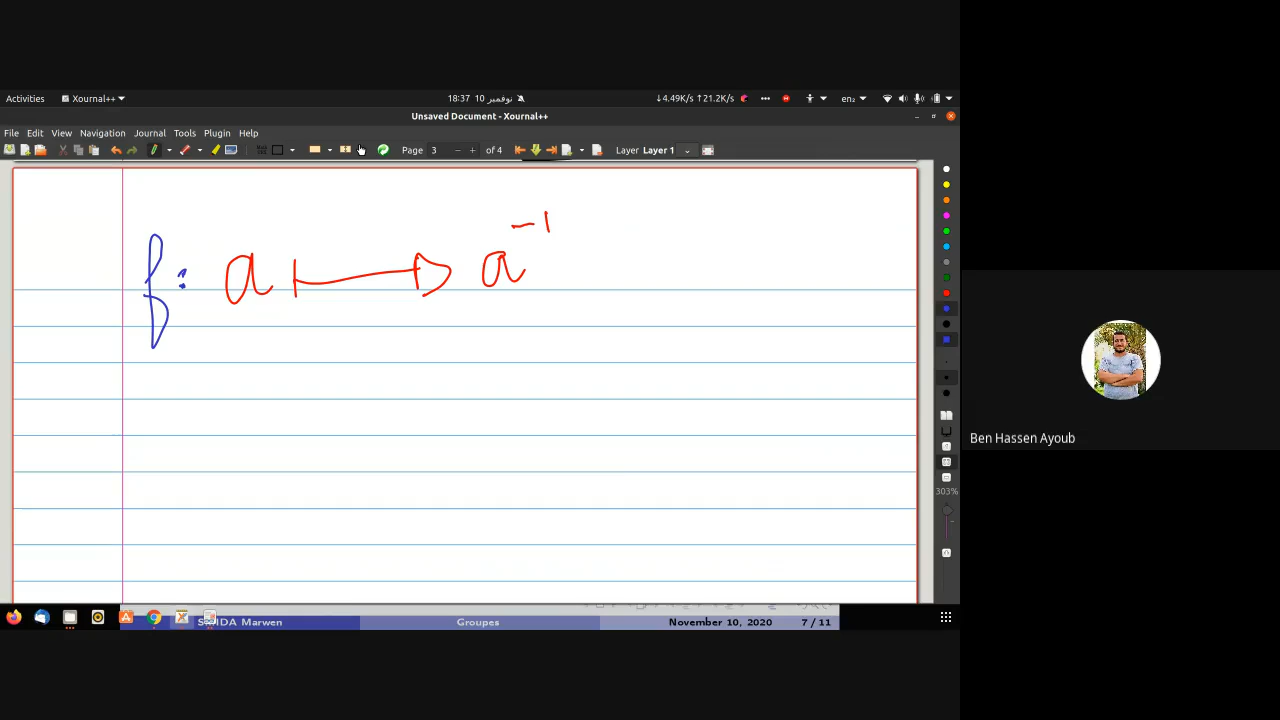 Activities Xournal++ 18:37 10 نوفمبر ↓4.49K/s ↑21.2K/s en₂
Unsaved Document - Xournal++
File Edit View Navigation Journal Tools Plugin Help
Page 3 of 4 Layer Layer 1
f: a ↦ a⁻¹
Ben Hassen Ayoub
303%
Marwen Groupes November 10, 2020 7 / 11